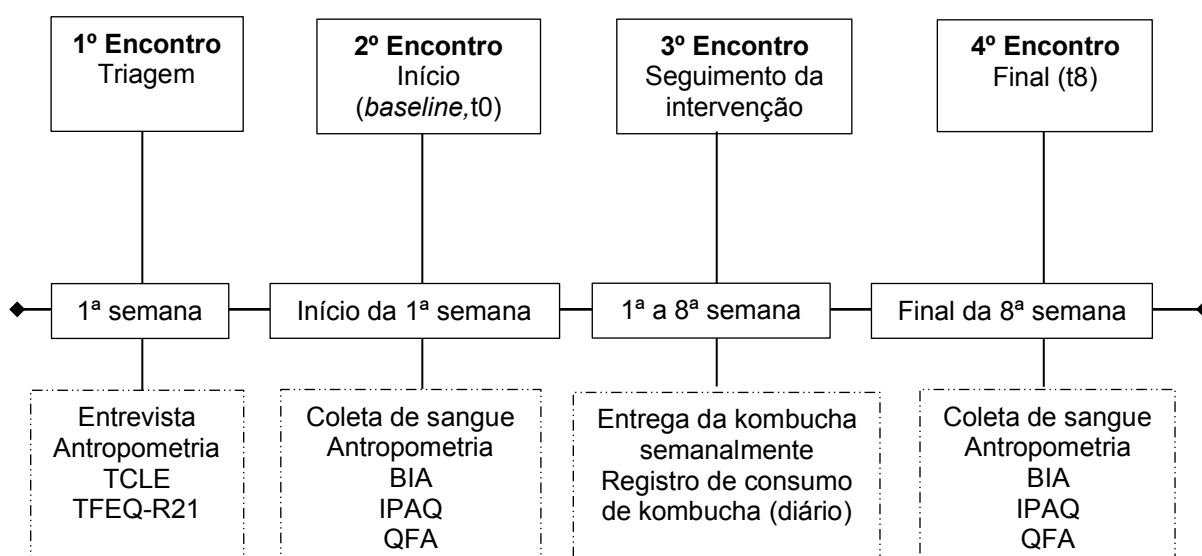 1º Encontro
Triagem
2º Encontro
Início
(baseline,t0)
3º Encontro
Seguimento da
intervenção
4º Encontro
Final (t8)
1ª semana
Início da 1ª semana
1ª a 8ª semana
Final da 8ª semana
Entrevista
Antropometria
TCLE
TFEQ-R21
Coleta de sangue
Antropometria
BIA
IPAQ
QFA
Entrega da kombucha
semanalmente
Registro de consumo
de kombucha (diário)
Coleta de sangue
Antropometria
BIA
IPAQ
QFA